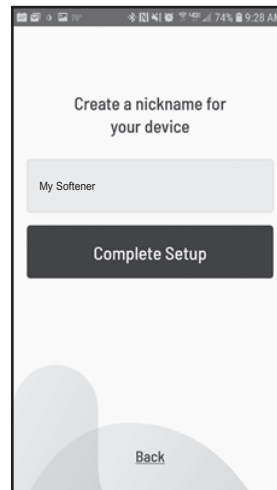 74% 9:28 AM
Create a nickname for
your device
My Softener
Complete Setup
Back